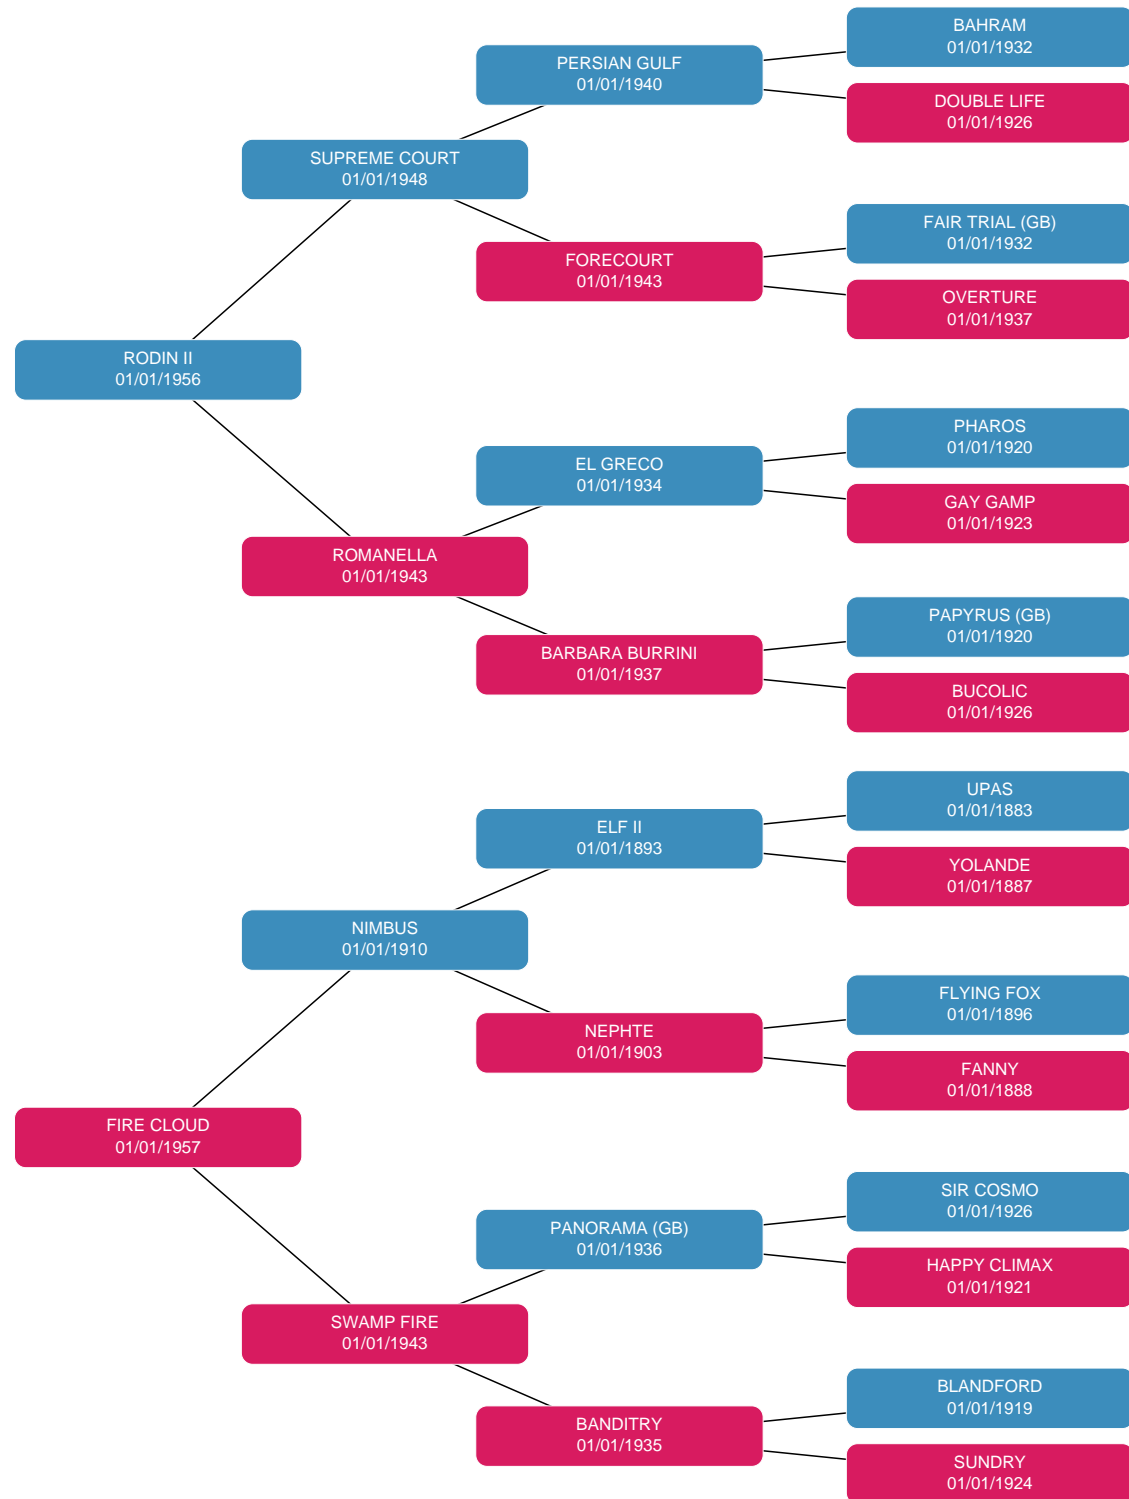 BAHRAM
01/01/1932
PERSIAN GULF
01/01/1940
DOUBLE LIFE
01/01/1926
SUPREME COURT
01/01/1948
FAIR TRIAL (GB)
01/01/1932
FORECOURT
01/01/1943
OVERTURE
01/01/1937
RODIN II
01/01/1956
PHAROS
01/01/1920
EL GRECO
01/01/1934
GAY GAMP
01/01/1923
ROMANELLA
01/01/1943
PAPYRUS (GB)
01/01/1920
BARBARA BURRINI
01/01/1937
BUCOLIC
01/01/1926
UPAS
01/01/1883
ELF II
01/01/1893
YOLANDE
01/01/1887
NIMBUS
01/01/1910
FLYING FOX
01/01/1896
NEPHTE
01/01/1903
FANNY
01/01/1888
FIRE CLOUD
01/01/1957
SIR COSMO
01/01/1926
PANORAMA (GB)
01/01/1936
HAPPY CLIMAX
01/01/1921
SWAMP FIRE
01/01/1943
BLANDFORD
01/01/1919
BANDITRY
01/01/1935
SUNDRY
01/01/1924